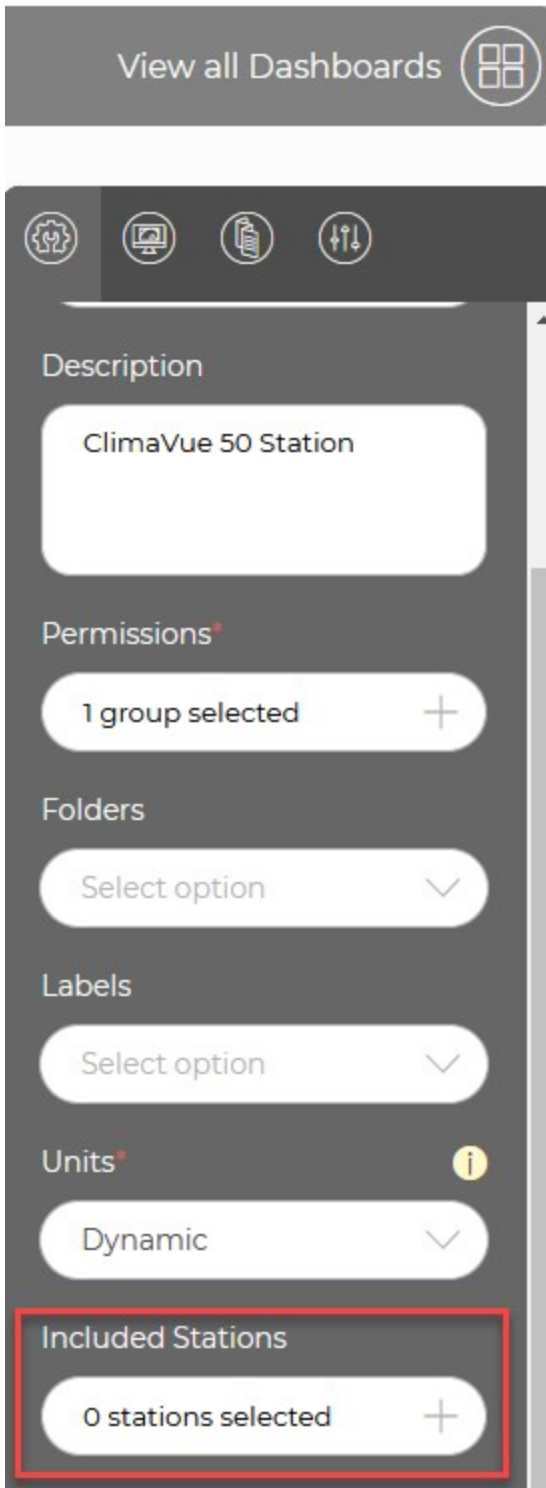 View all Dashboards
Description
ClimaVue 50 Station
Permissions*
1 group selected
Folders
Select option
Labels
Select option
Units*
i
Dynamic
Included Stations
0 stations selected